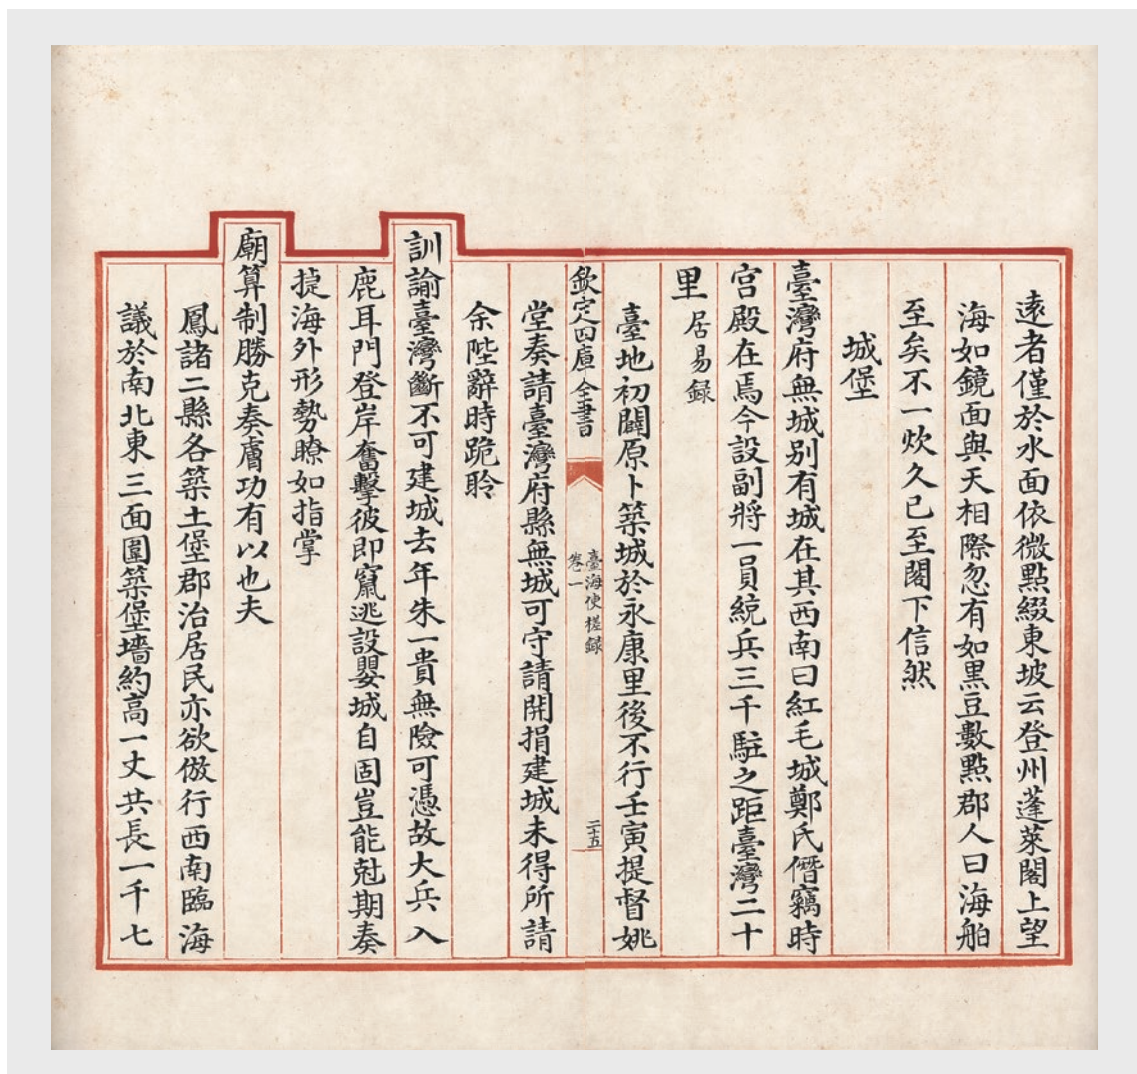 遠者僅於水面依微點綴東坡云登州蓬萊閣上望
海如鏡面與天相際忽有如黒豆數點郡人曰海舶
至矣不一炊久已至閣下信然
城堡
臺灣府無城别有城在其西南曰紅毛城鄭氏僭竊時
宫殿在焉今設副將一員統兵三千駐之距臺灣二十
里居易録
臺地初闢原卜築城於永康里後不行壬寅提督姚
欽定四庫全書
臺海使槎録
卷一
二十五
堂奏請臺灣府縣無城可守請開捐建城未得所請
余陛辭時跪聆
訓諭臺灣斷不可建城去年朱一貴無險可憑故大兵入
鹿耳門登岸奮擊彼即竄逃設嬰城自固豈能尅期奏
捷海外形勢瞭如指掌
廟算制勝克奏膚功有以也夫
鳳諸二縣各築土堡郡治居民亦欲倣行西南臨海
議於南北東三面圍築堡墻約高一丈共長一千七